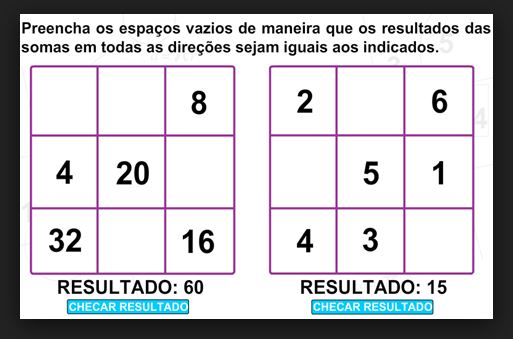 Preencha os espaços vazios de maneira que os resultados das
somas em todas as direções sejam iguais aos indicados.
8
4 20
32 16
RESULTADO: 60
CHECAR RESULTADO
2 6
5 1
4 3
RESULTADO: 15
CHECAR RESULTADO